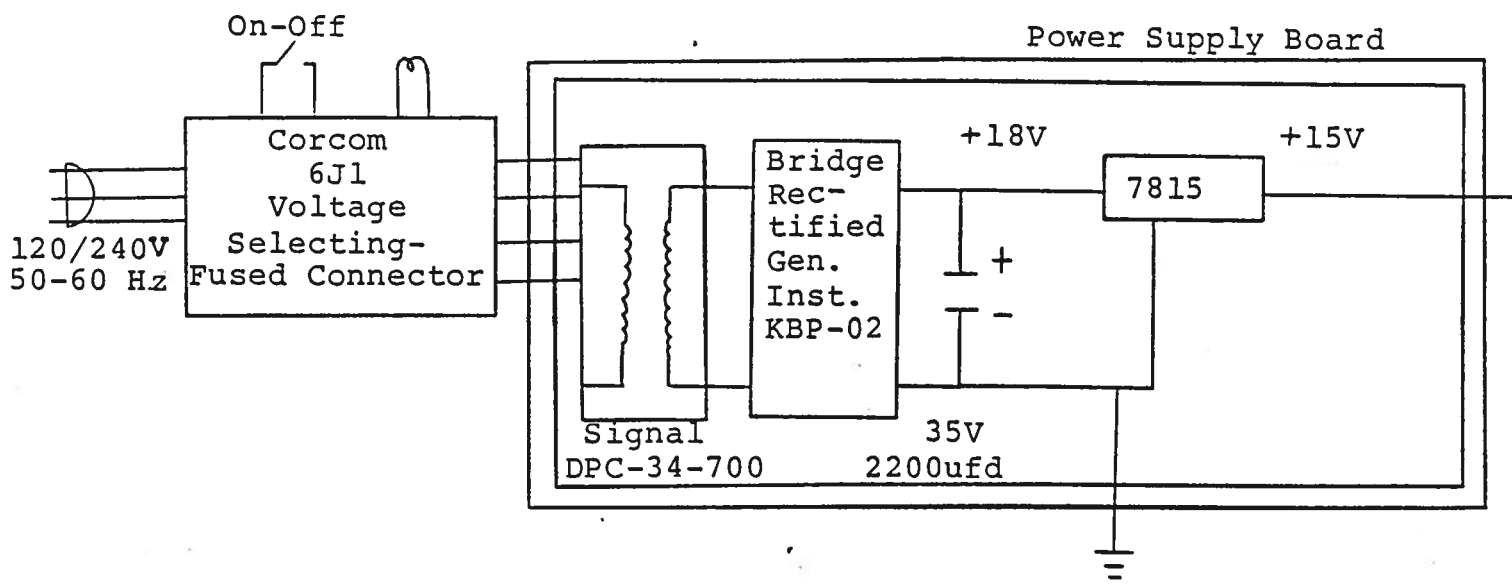 On-Off
Power Supply Board
Corcom
6J1
Voltage
Selecting-
Fused Connector
120/240V
50-60 Hz
Bridge
Rec-
tified
Gen.
Inst.
KBP-02
+18V
+15V
7815
+
-
Signal
DPC-34-700
35V
2200ufd